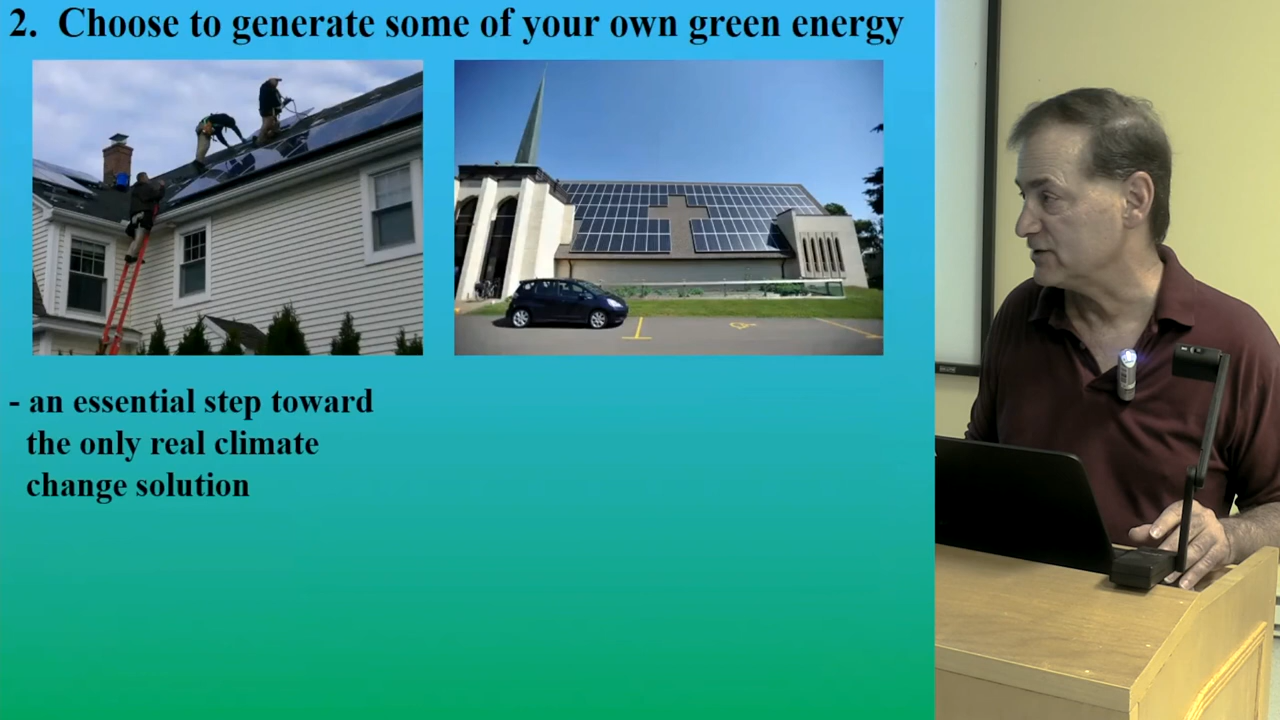 2. Choose to generate some of your own green energy
- an essential step toward
the only real climate
change solution